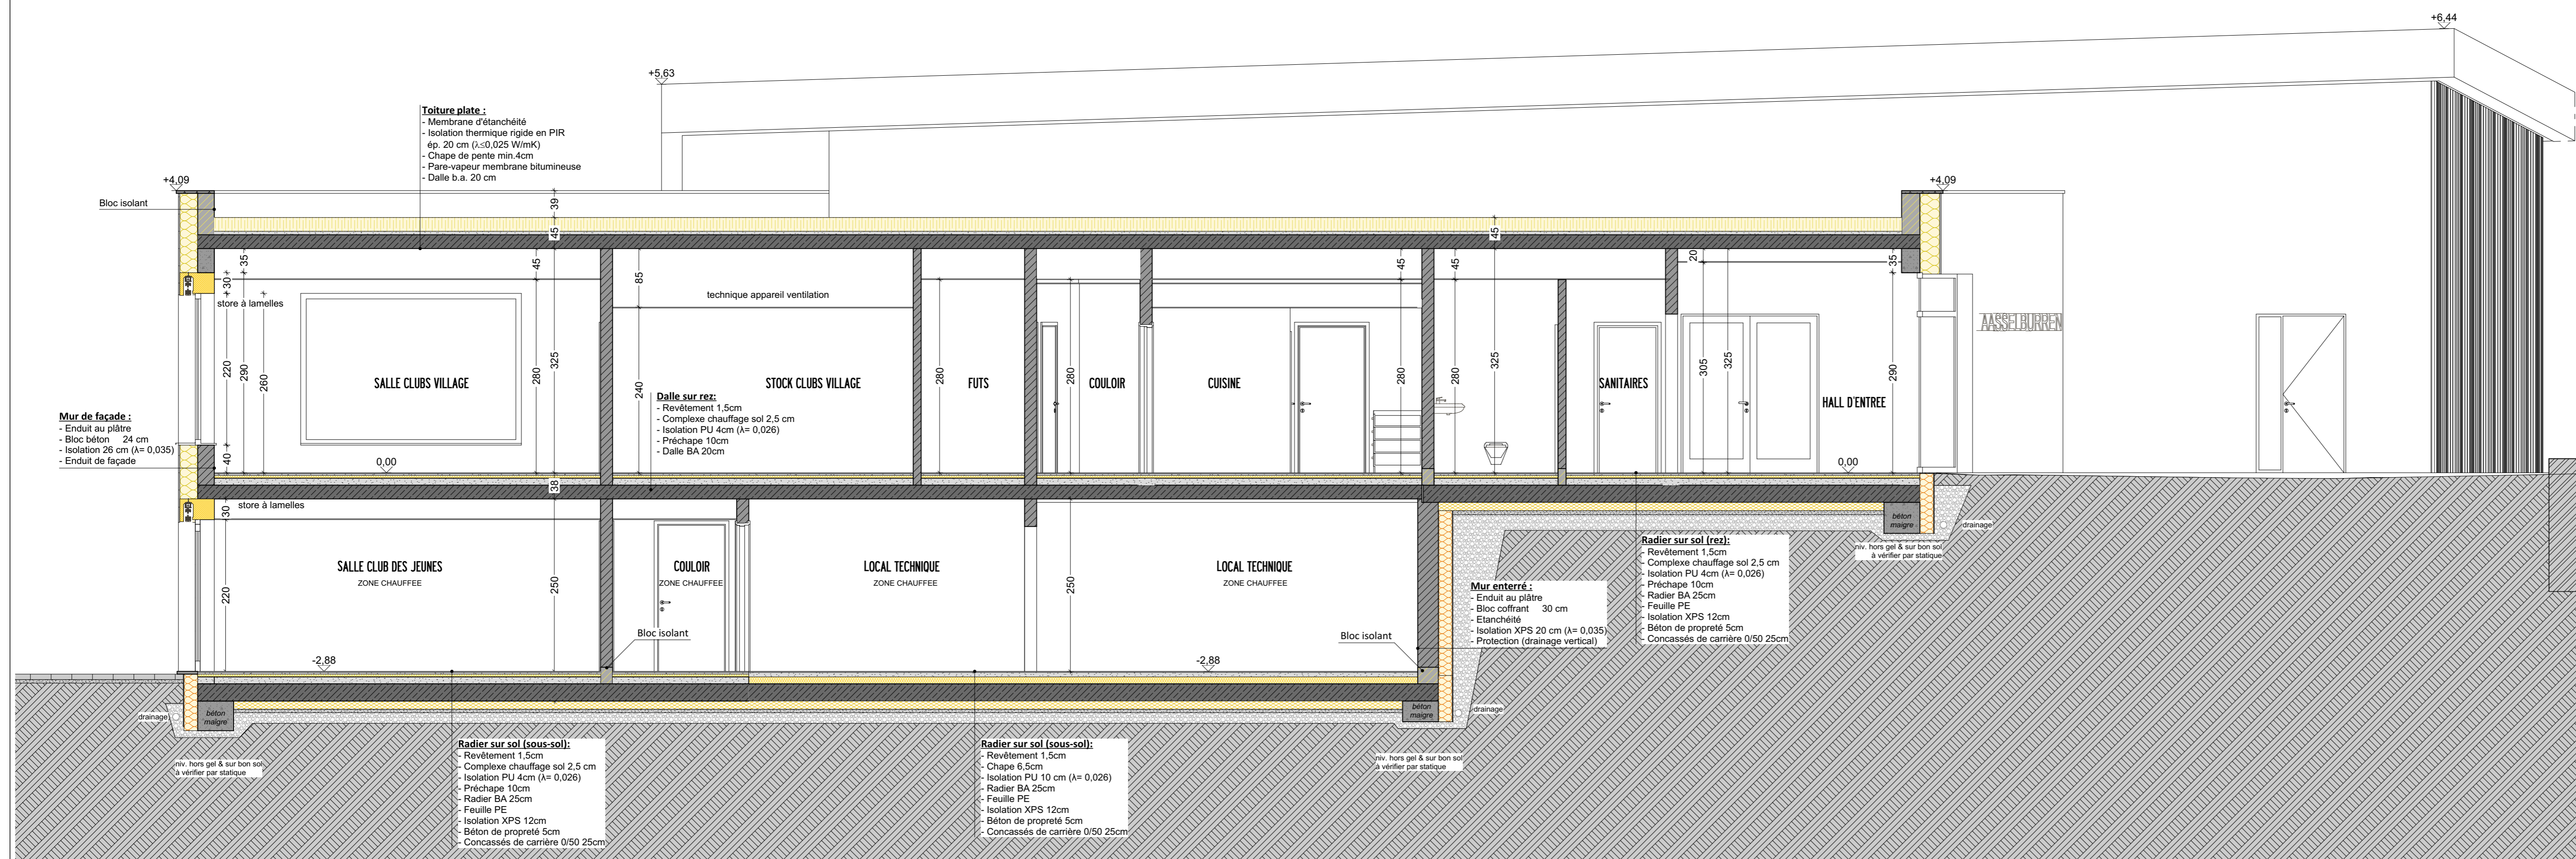 +6,44
+5,63
Toiture plate :
- Membrane d'étanchéité
- Isolation thermique rigide en PIR
ép. 20 cm (λ≤0,025 W/mK)
- Chape de pente min.4cm
- Pare-vapeur membrane bitumineuse
- Dalle b.a. 20 cm
+4,09
+4,09
Bloc isolant
39
45
45
35
30
45
85
45
45
20
35
store à lamelles
technique appareil ventilation
220
290
260
280
325
240
280
280
280
280
325
305
325
290
AASSELBURREN
SALLE CLUBS VILLAGE
STOCK CLUBS VILLAGE
FUTS
COULOIR
CUISINE
SANITAIRES
HALL D'ENTREE
Mur de façade :
- Enduit au plâtre
- Bloc béton 24 cm
- Isolation 26 cm (λ= 0,035)
- Enduit de façade
Dalle sur rez:
- Revêtement 1,5cm
- Complexe chauffage sol 2,5 cm
- Isolation PU 4cm (λ= 0,026)
- Préchape 10cm
- Dalle BA 20cm
40
0,00
0,00
38
30
store à lamelles
220
250
250
SALLE CLUB DES JEUNES
ZONE CHAUFFEE
COULOIR
ZONE CHAUFFEE
LOCAL TECHNIQUE
ZONE CHAUFFEE
LOCAL TECHNIQUE
ZONE CHAUFFEE
béton
maigre
drainage
niv. hors gel & sur bon sol
à vérifier par statique
Radier sur sol (rez):
- Revêtement 1,5cm
- Complexe chauffage sol 2,5 cm
- Isolation PU 4cm (λ= 0,026)
- Préchape 10cm
- Radier BA 25cm
- Feuille PE
- Isolation XPS 12cm
- Béton de propreté 5cm
- Concassés de carrière 0/50 25cm
Mur enterré :
- Enduit au plâtre
- Bloc coffrant 30 cm
- Etanchéité
- Isolation XPS 20 cm (λ= 0,035)
- Protection (drainage vertical)
Bloc isolant
Bloc isolant
-2,88
-2,88
drainage
béton
maigre
béton
maigre
drainage
niv. hors gel & sur bon sol
à vérifier par statique
Radier sur sol (sous-sol):
- Revêtement 1,5cm
- Complexe chauffage sol 2,5 cm
- Isolation PU 4cm (λ= 0,026)
- Préchape 10cm
- Radier BA 25cm
- Feuille PE
- Isolation XPS 12cm
- Béton de propreté 5cm
- Concassés de carrière 0/50 25cm
Radier sur sol (sous-sol):
- Revêtement 1,5cm
- Chape 6,5cm
- Isolation PU 10 cm (λ= 0,026)
- Radier BA 25cm
- Feuille PE
- Isolation XPS 12cm
- Béton de propreté 5cm
- Concassés de carrière 0/50 25cm
niv. hors gel & sur bon sol
à vérifier par statique